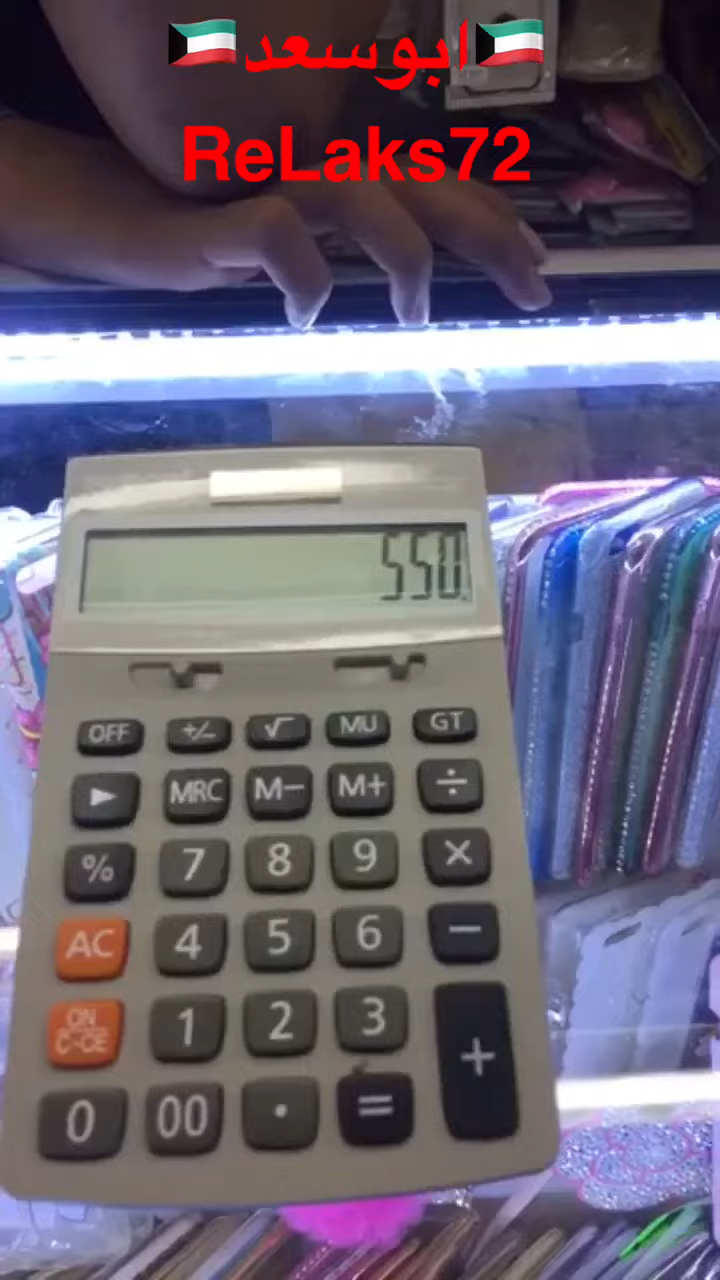 🇰🇼ابوسعد🇰🇼
ReLaks72
550.
OFF +/− √ MU GT
▶ MRC M− M+ ÷
% 7 8 9 ×
AC 4 5 6 −
ON
C·CE 1 2 3 +
0 00 · =